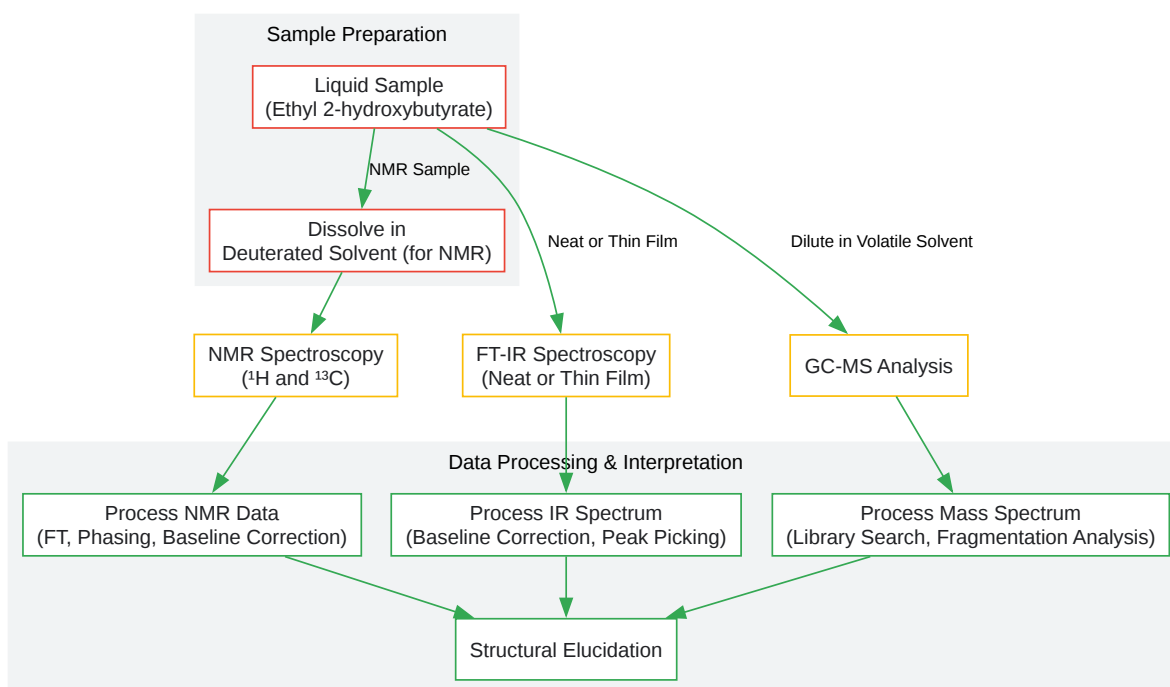 Sample Preparation
Liquid Sample
(Ethyl 2-hydroxybutyrate)
NMR Sample
Dissolve in
Deuterated Solvent (for NMR)
Neat or Thin Film
Dilute in Volatile Solvent
NMR Spectroscopy
(¹H and ¹³C)
FT-IR Spectroscopy
(Neat or Thin Film)
GC-MS Analysis
Data Processing & Interpretation
Process NMR Data
(FT, Phasing, Baseline Correction)
Process IR Spectrum
(Baseline Correction, Peak Picking)
Process Mass Spectrum
(Library Search, Fragmentation Analysis)
Structural Elucidation